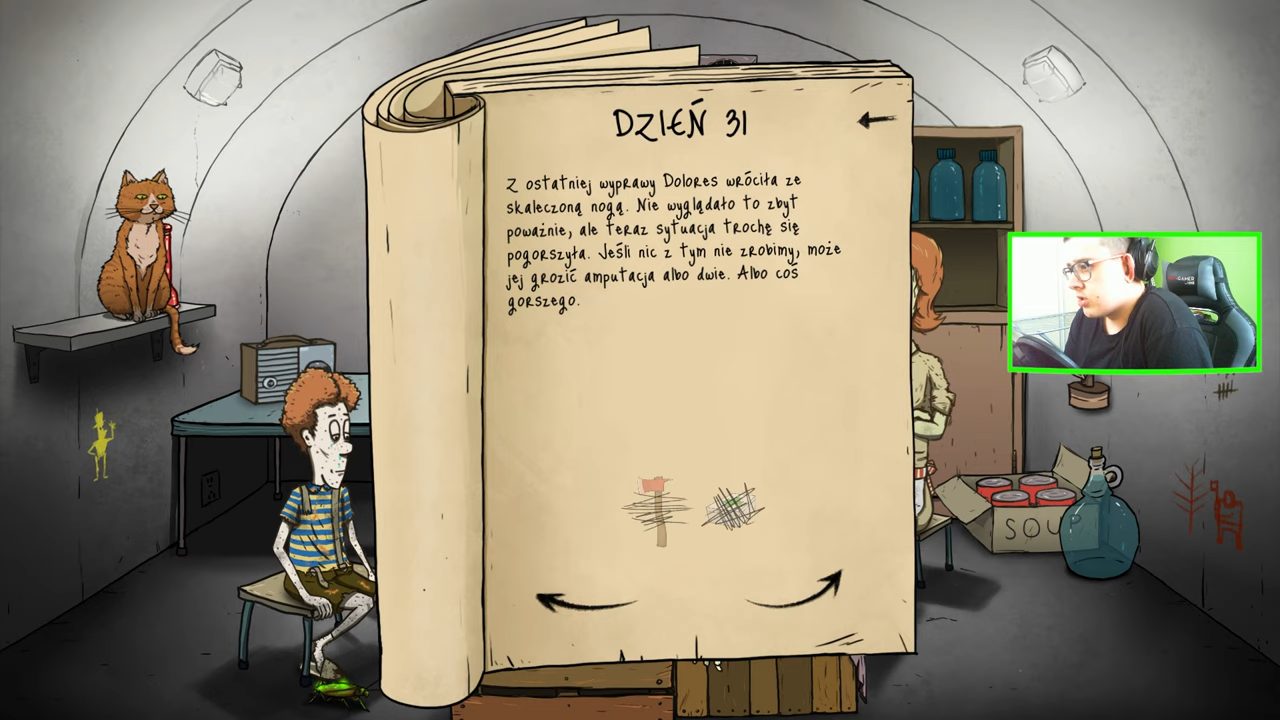 DZIEŃ 31
Z ostatniej wyprawy Dolores wróciła ze
skaleczoną nogą. Nie wyglądało to zbyt
poważnie, ale teraz sytuacja trochę się
pogorszyła. Jeśli nic z tym nie zrobimy, może
jej grozić amputacja albo dwie. Albo coś
gorszego.
SOUP